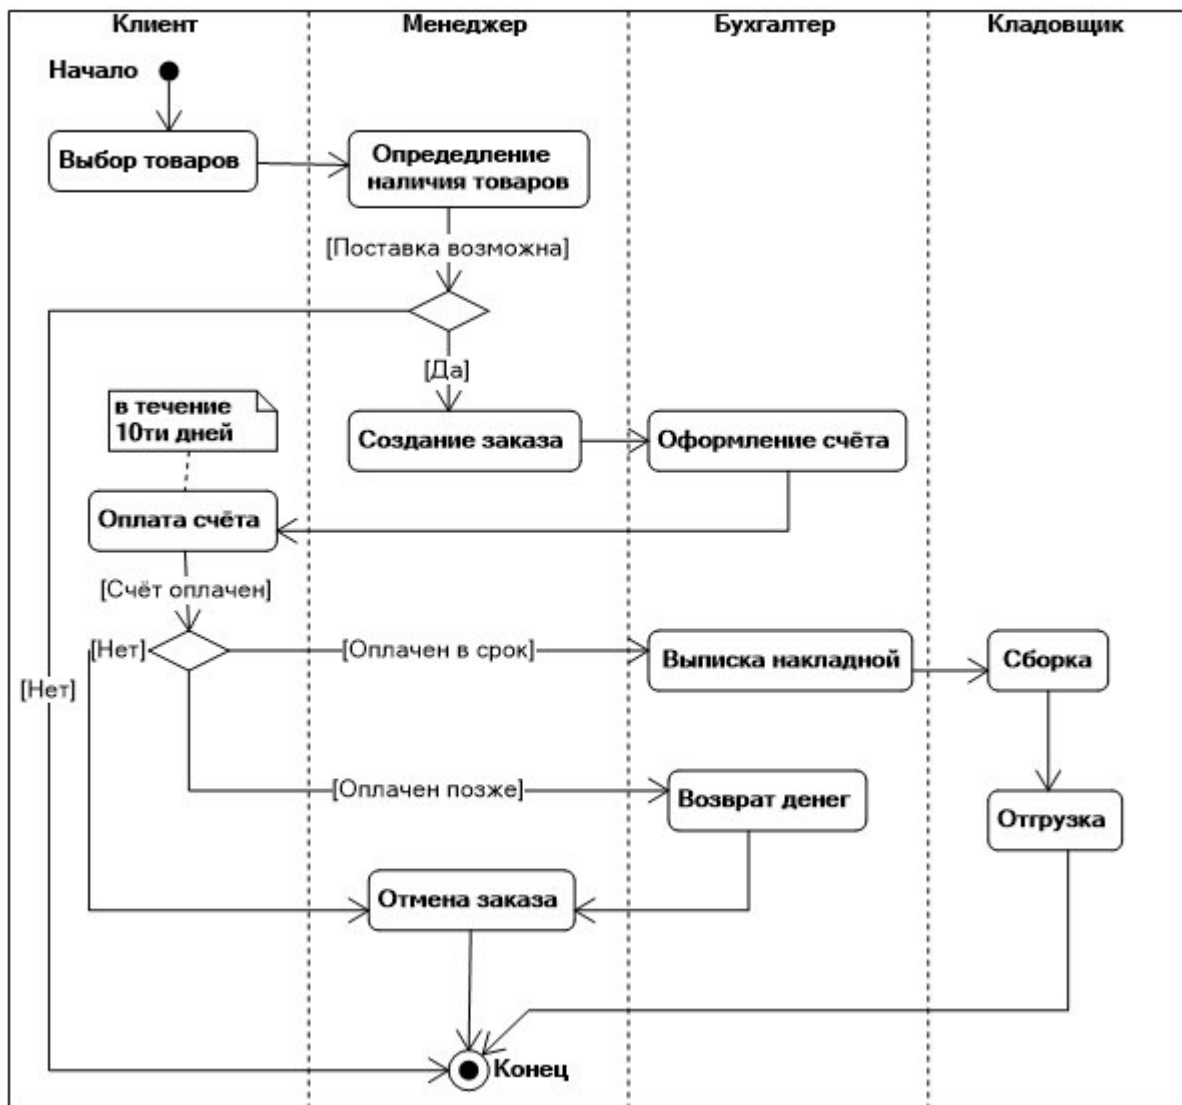 Клиент
Менеджер
Бухгалтер
Кладовщик
Начало
Выбор товаров
Опредедление
наличия товаров
[Поставка возможна]
[Да]
в течение
10ти дней
Создание заказа
Оформление счёта
Оплата счёта
[Счёт оплачен]
[Нет]
[Оплачен в срок]
Выписка накладной
Сборка
[Нет]
[Оплачен позже]
Возврат денег
Отгрузка
Отмена заказа
Конец